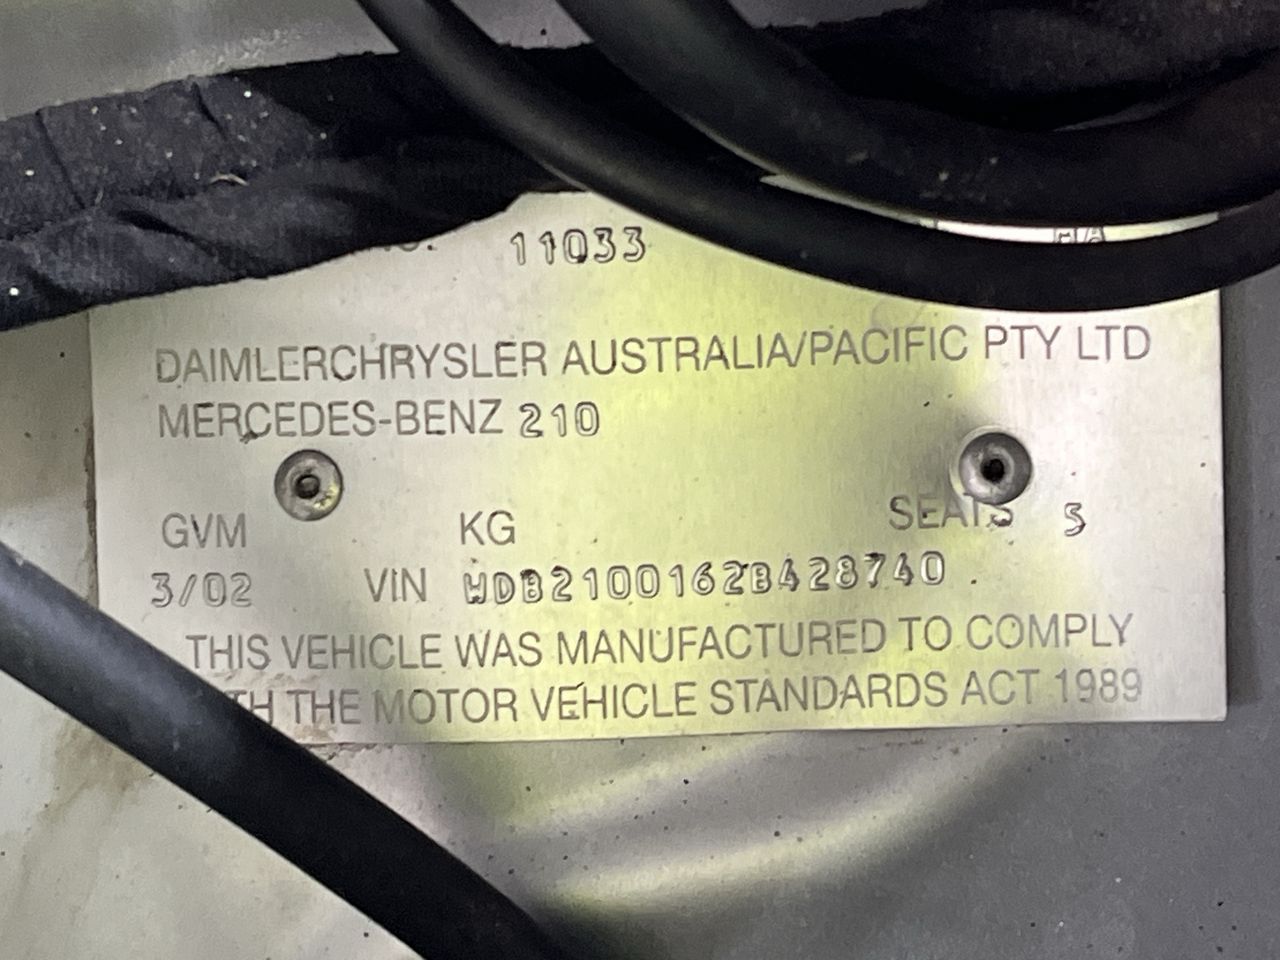 11033
DAIMLERCHRYSLER AUSTRALIA/PACIFIC PTY LTD
MERCEDES-BENZ 210
GVM KG SEATS 5
3/02 VIN WDB2100162B428740 .
THIS VEHICLE WAS MANUFACTURED TO COMPLY
THE MOTOR VEHICLE STANDARDS ACT 1989